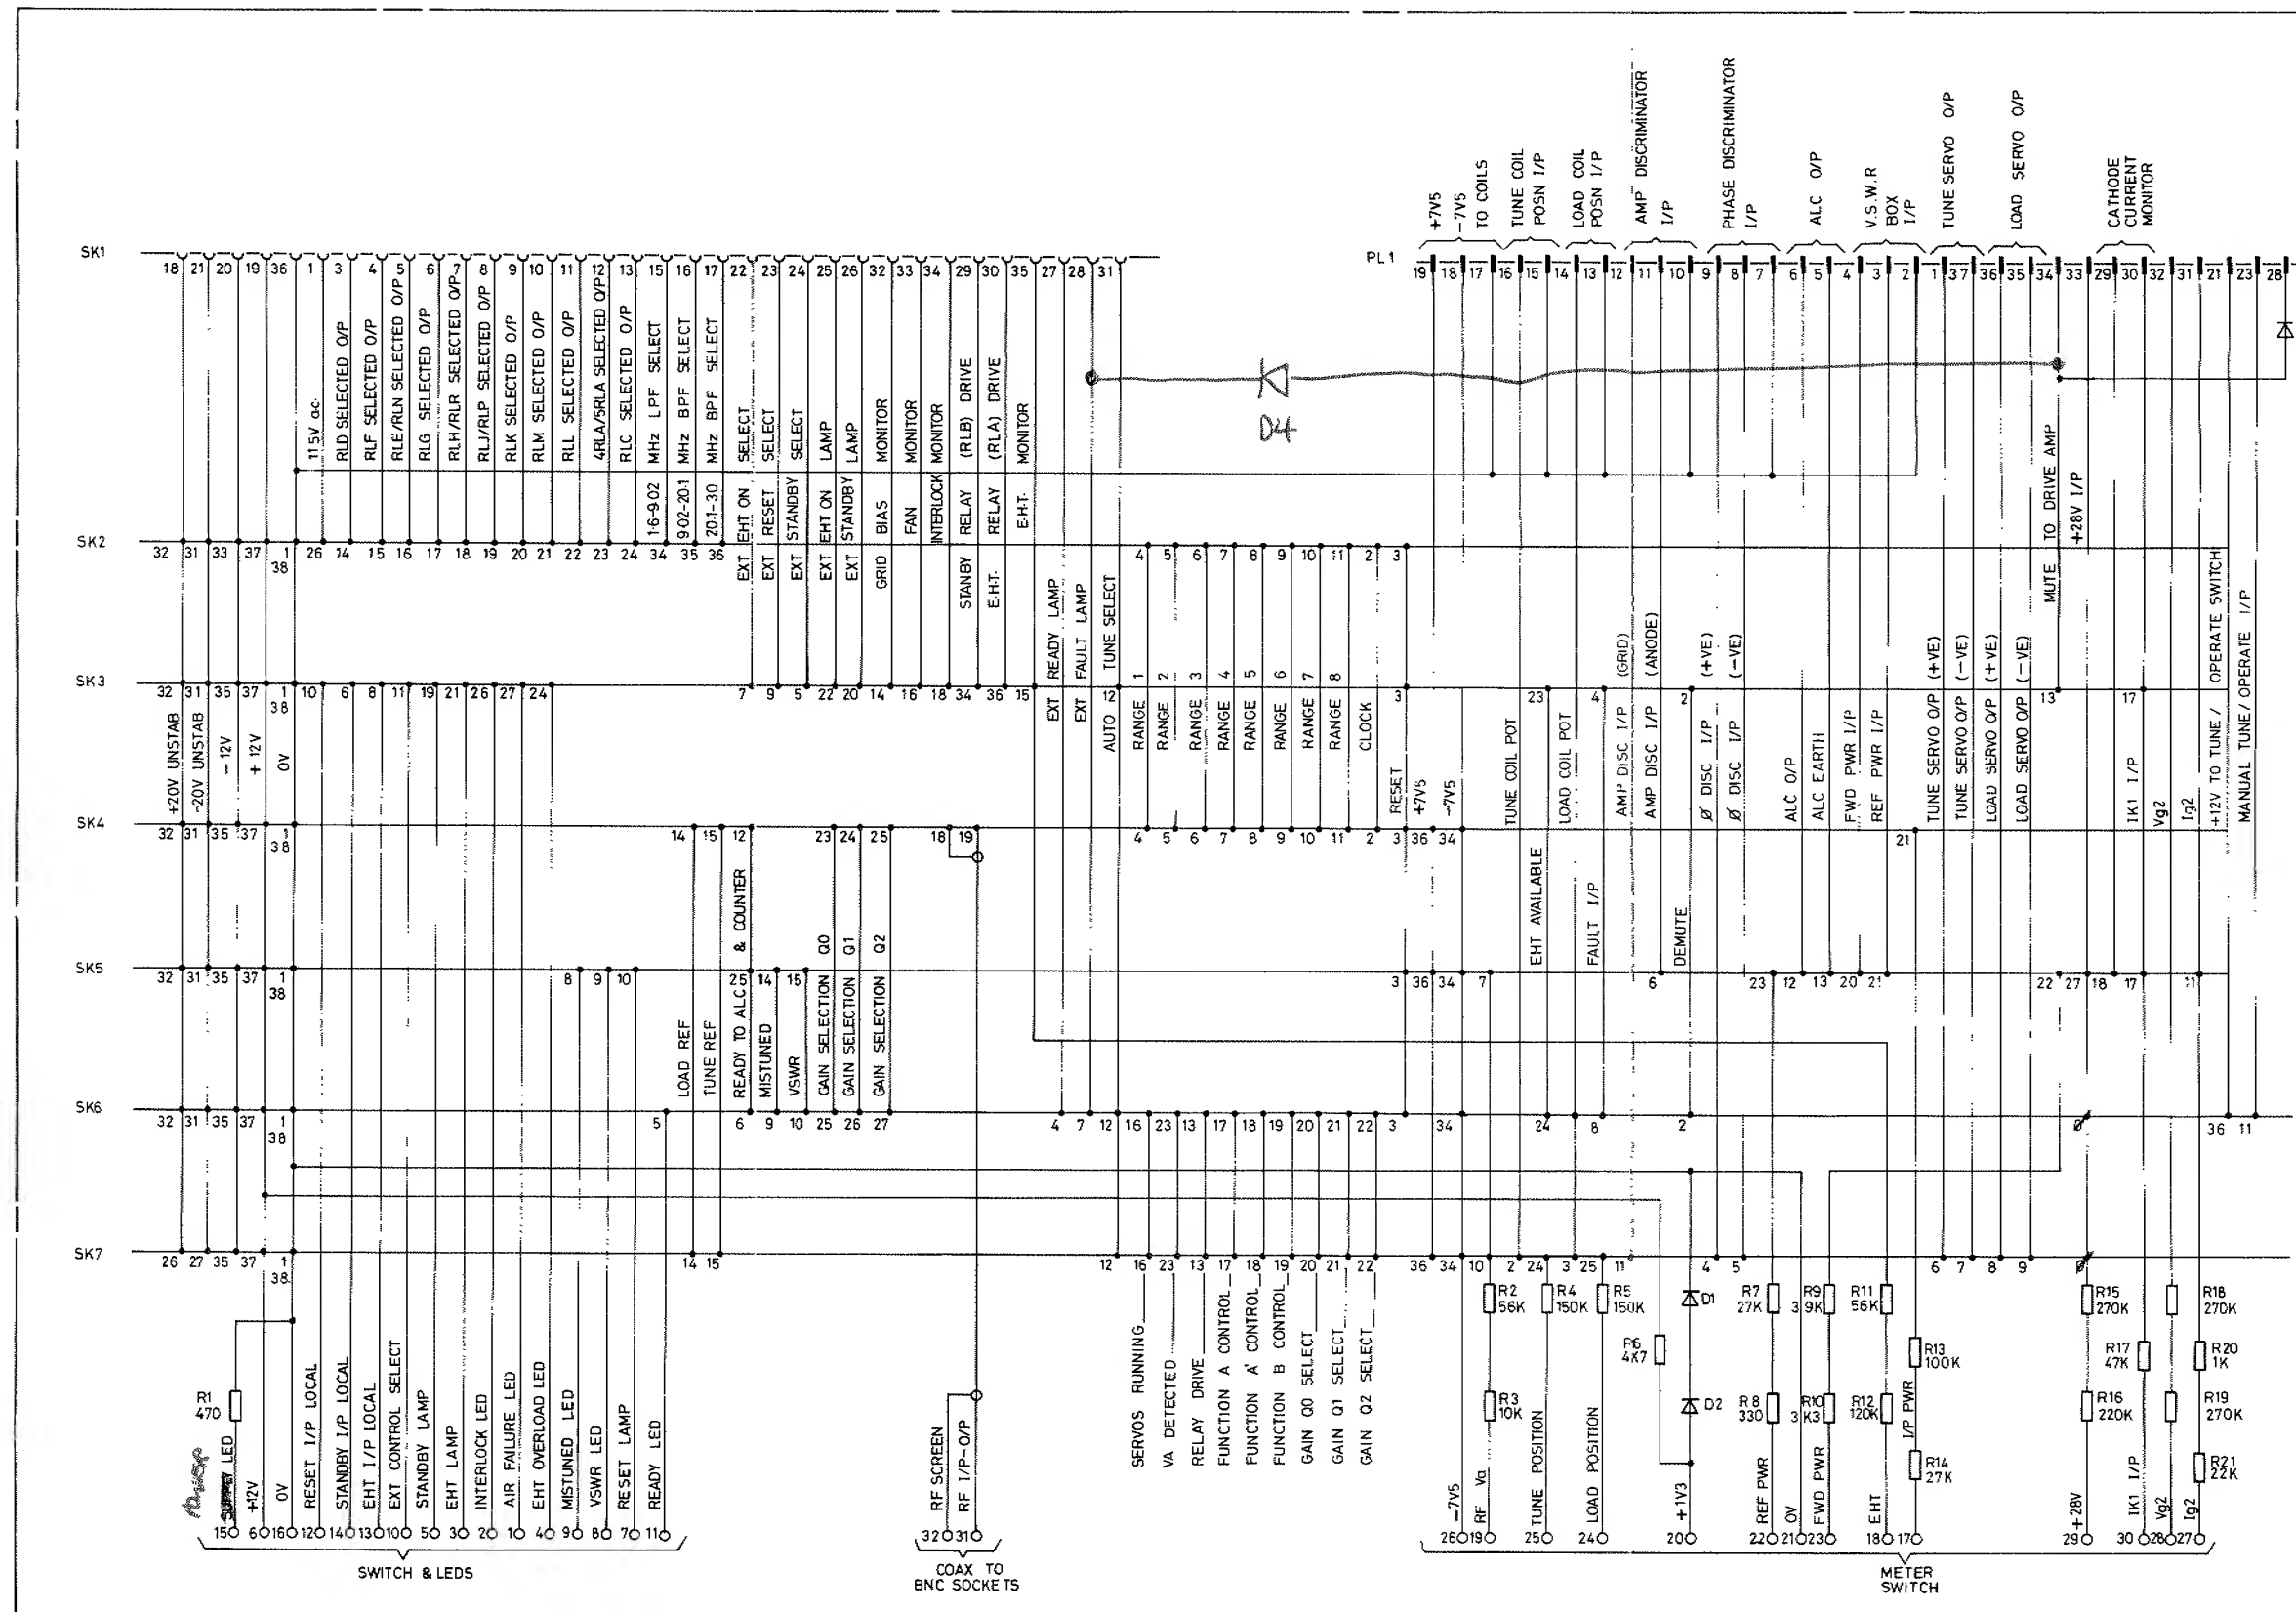 SK1
18 21 20 19 36 1 3 4 5 6 7 8 9 10 11 12 13 15 16 17 22 23 24 25 26 32 33 34 29 30 35 27 28 31
115V ac.
RLD SELECTED O/P
RLF SELECTED O/P
RLE/RLN SELECTED O/P
RLG SELECTED O/P
RLH/RLR SELECTED O/P
RLJ/RLP SELECTED O/P
RLK SELECTED O/P
RLM SELECTED O/P
RLL SELECTED O/P
4RLA/5RLA SELECTED O/P
RLC SELECTED O/P
1·6-9·02 MHz LPF SELECT
9·02-20·1 MHz BPF SELECT
20·1-30 MHz BPF SELECT
EXT EHT ON SELECT
EXT RESET SELECT
EXT STANDBY SELECT
EXT EHT ON LAMP
EXT STANDBY LAMP
GRID BIAS MONITOR
FAN MONITOR
INTERLOCK MONITOR
STANBY RELAY (RLB) DRIVE
E·H·T· RELAY (RLA) DRIVE
E·H·T· MONITOR
EXT READY LAMP
EXT FAULT LAMP
AUTO TUNE SELECT
D4
PL1
+7V5
-7V5
TO COILS
TUNE COIL
POSN I/P
LOAD COIL
POSN I/P
AMP DISCRIMINATOR
I/P
PHASE DISCRIMINATOR
I/P
ALC O/P
V.S.W.R
BOX
I/P
TUNE SERVO O/P
LOAD SERVO O/P
CATHODE
CURRENT
MONITOR
19 18 17 16 15 14 13 12 11 10 9 8 7 6 5 4 3 2 1 37 36 35 34 33 29 30 32 31 21 23 28
MUTE TO DRIVE AMP
+28V I/P
SK2
32 31 33 37 1 26 14 15 16 17 18 19 20 21 22 23 24 34 35 36
38
4 5 6 7 8 9 10 11 2 3
SK3
32 31 35 37 1 10 6 8 11 19 21 26 27 24 7 9 5 22 20 14 16 18 34 36 15 12
38
3 23 4 2 13 17
+20V UNSTAB
-20V UNSTAB
-12V
+12V
0V
RANGE 1
RANGE 2
RANGE 3
RANGE 4
RANGE 5
RANGE 6
RANGE 7
RANGE 8
CLOCK
RESET
+7V5
-7V5
TUNE COIL POT
LOAD COIL POT
AMP DISC I/P (GRID)
AMP DISC I/P (ANODE)
Ø DISC I/P (+VE)
Ø DISC I/P (-VE)
ALC O/P
ALC EARTH
FWD PWR I/P
REF PWR I/P
TUNE SERVO O/P (+VE)
TUNE SERVO O/P (-VE)
LOAD SERVO O/P (+VE)
LOAD SERVO O/P (-VE)
IK1 I/P
Vg2
Ig2
+12V TO TUNE/ OPERATE SWITCH
MANUAL TUNE/OPERATE I/P
SK4
32 31 35 37 1 14 15 12 23 24 25 18 19
38
4 5 6 7 8 9 10 11 2 3 36 34 21
EHT AVAILABLE
FAULT I/P
DEMUTE
SK5
32 31 35 37 1 8 9 10 25 14 15
38
3 36 34 7 6 23 12 13 20 21 22 27 18 17 11
LOAD REF
TUNE REF
READY TO ALC & COUNTER
MISTUNED
VSWR
GAIN SELECTION Q0
GAIN SELECTION Q1
GAIN SELECTION Q2
SK6
32 31 35 37 1 5 6 9 10 25 26 27 4 7 12 16 23 13 17 18 19 20 21 22 3 34 24 8 2 36 11
38
SK7
26 27 35 37 1 14 15 12 16 23 13 17 18 19 20 21 22 36 34 10 2 24 3 25 11 4 5 6 7 8 9
38
SERVOS RUNNING
VA DETECTED
RELAY DRIVE
FUNCTION A CONTROL
FUNCTION A' CONTROL
FUNCTION B CONTROL
GAIN Q0 SELECT
GAIN Q1 SELECT
GAIN Q2 SELECT
R1
470
R2
56K
R3
10K
R4
150K
R5
150K
R6
4K7
D1
D2
R7
27K
R8
330
R9
3 9K
R10
3 K3
R11
56K
R12
120K
R13
100K
R14
27K
R15
270K
R16
220K
R17
47K
R18
270K
R20
1K
R19
270K
R21
22K
POWER
SUPPLY LED
+12V
0V
RESET I/P LOCAL
STANDBY I/P LOCAL
EHT I/P LOCAL
EXT CONTROL SELECT
STANDBY LAMP
EHT LAMP
INTERLOCK LED
AIR FAILURE LED
EHT OVERLOAD LED
MISTUNED LED
VSWR LED
RESET LAMP
READY LED
15 6 16 12 14 13 10 5 3 2 1 4 9 8 7 11
SWITCH & LEDS
RF SCREEN
RF I/P-O/P
32 31
COAX TO
BNC SOCKETS
-7V5
RF Va
TUNE POSITION
LOAD POSITION
+1V3
REF PWR
0V
FWD PWR
EHT
I/P PWR
+28V
IK1 I/P
Vg2
Ig2
26 19 25 24 20 22 21 23 18 17 29 30 28 27
METER
SWITCH